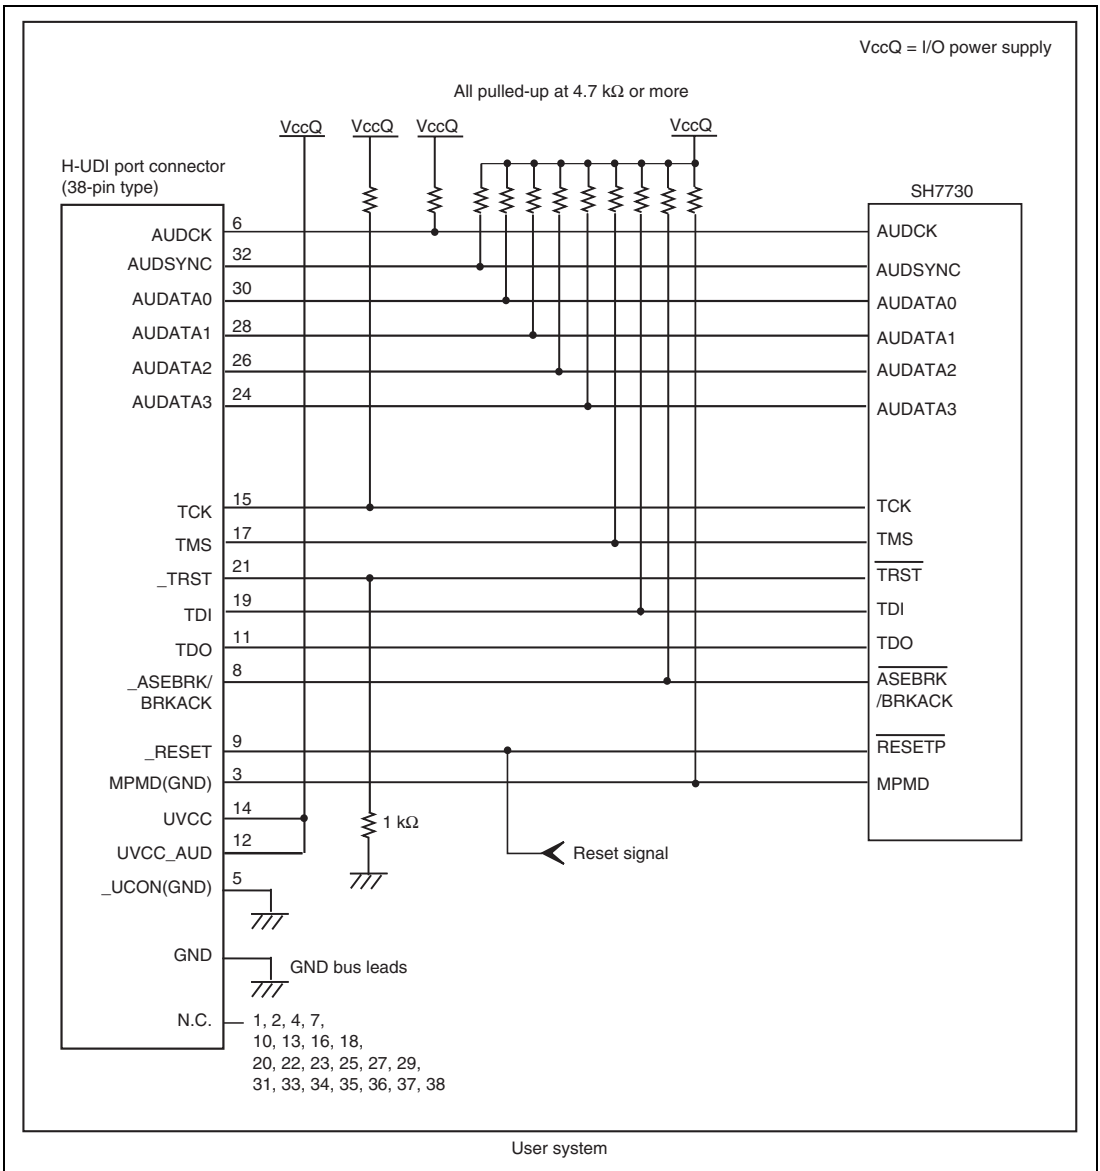 VccQ = I/O power supply
All pulled-up at 4.7 kΩ or more
VccQ VccQ VccQ VccQ
H-UDI port connector
(38-pin type)
SH7730
AUDCK 6 AUDCK
AUDSYNC 32 AUDSYNC
AUDATA0 30 AUDATA0
AUDATA1 28 AUDATA1
AUDATA2 26 AUDATA2
AUDATA3 24 AUDATA3
TCK 15 TCK
TMS 17 TMS
_TRST 21 TRST
TDI 19 TDI
TDO 11 TDO
_ASEBRK/ 8 ASEBRK
BRKACK /BRKACK
_RESET 9 RESETP
MPMD(GND) 3 MPMD
UVCC 14
1 kΩ
UVCC_AUD 12
Reset signal
_UCON(GND) 5
GND
GND bus leads
N.C. 1, 2, 4, 7,
10, 13, 16, 18,
20, 22, 23, 25, 27, 29,
31, 33, 34, 35, 36, 37, 38
User system